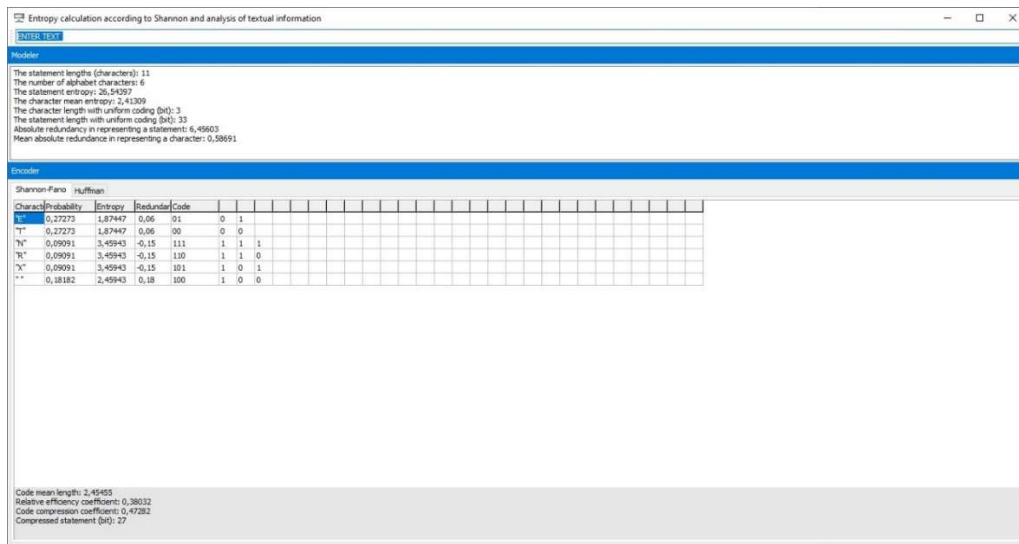 Entropy calculation according to Shannon and analysis of textual information
ENTER TEXT
Modeler
The statement lengths (characters): 11
The number of alphabet characters: 6
The statement entropy: 26,54397
The character mean entropy: 2,41309
The character length with uniform coding (bit): 3
The statement length with uniform coding (bit): 33
Absolute redundancy in representing a statement: 6,45603
Mean absolute redundance in representing a character: 0,58691
Encoder
Shannon-Fano Huffman
Charact Probability Entropy Redundar Code
"E" 0,27273 1,87447 0,06 01 0 1
"T" 0,27273 1,87447 0,06 00 0 0
"N" 0,09091 3,45943 -0,15 111 1 1 1
"R" 0,09091 3,45943 -0,15 110 1 1 0
"X" 0,09091 3,45943 -0,15 101 1 0 1
" " 0,18182 2,45943 0,18 100 1 0 0
Code mean length: 2,45455
Relative efficiency coefficient: 0,38032
Code compression coefficient: 0,47282
Compressed statement (bit): 27